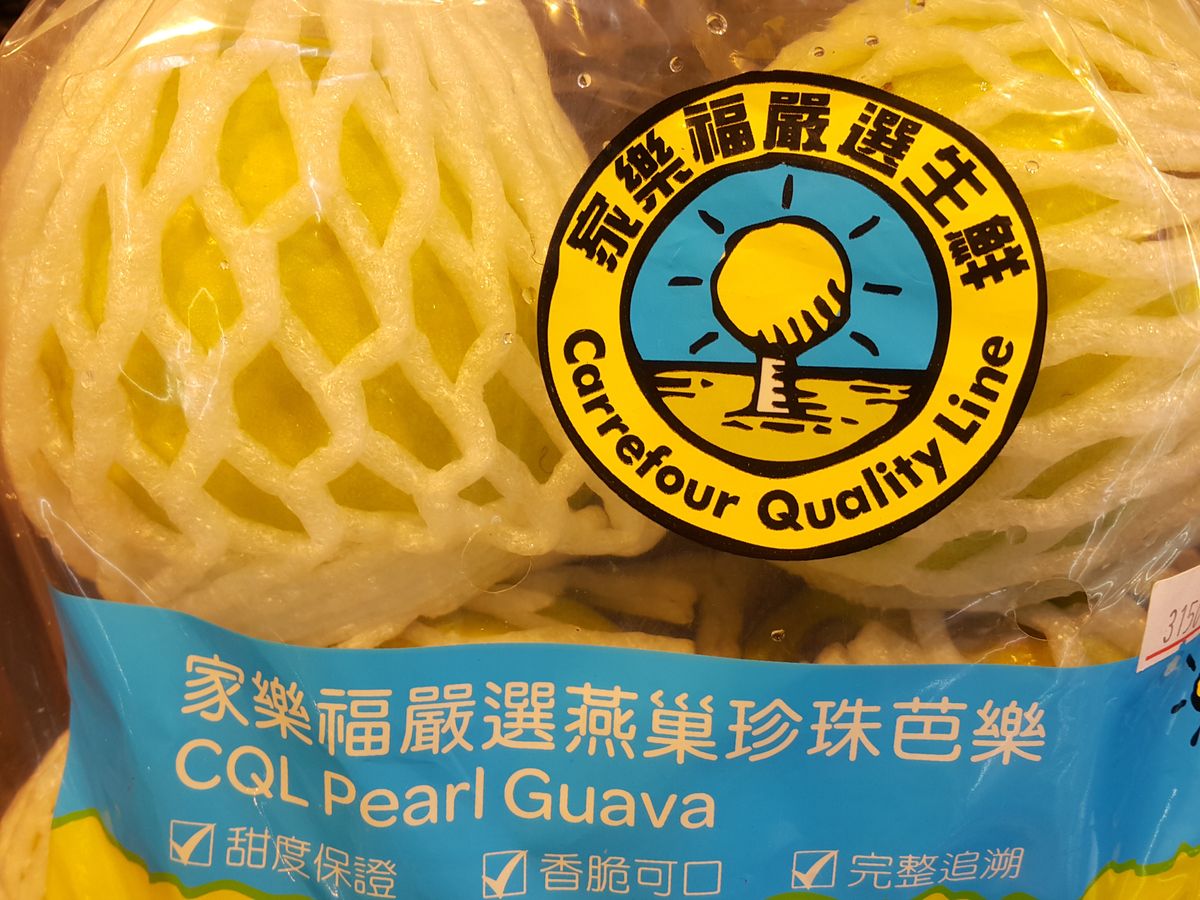 家樂福嚴選生鮮
Carrefour Quality Line
家樂福嚴選燕巢珍珠芭樂
CQL Pearl Guava
甜度保證
香脆可口
完整追溯